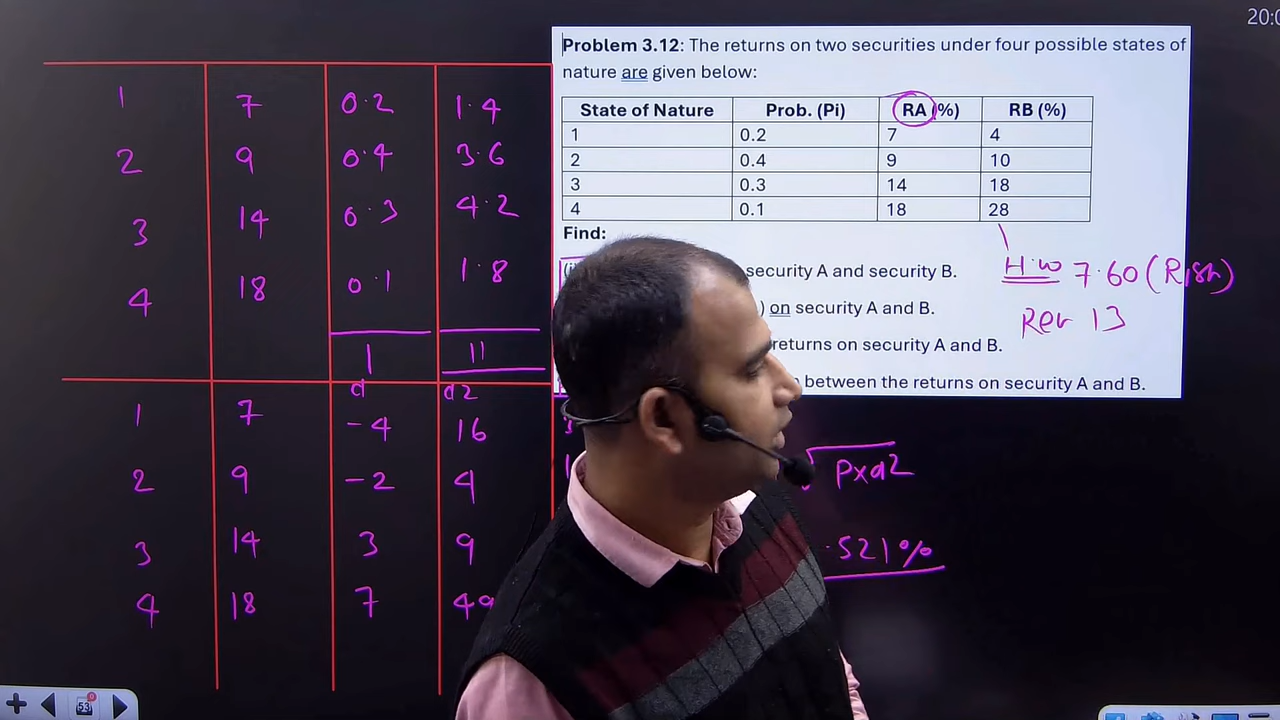 20:0
Problem 3.12: The returns on two securities under four possible states of
nature are given below:
State of Nature Prob. (Pi) RA (%) RB (%)
1 0.2 7 4
2 0.4 9 10
3 0.3 14 18
4 0.1 18 28
Find:
security A and security B.
) on security A and B.
returns on security A and B.
between the returns on security A and B.
H.W 7.60 (Rish)
Rer 13
1 7 0.2 1.4
2 9 0.4 3.6
3 14 0.3 4.2
4 18 0.1 1.8
1 11
d d2
1 7 -4 16
2 9 -2 4
3 14 3 9
4 18 7 49
√Pxd2
.521%
53